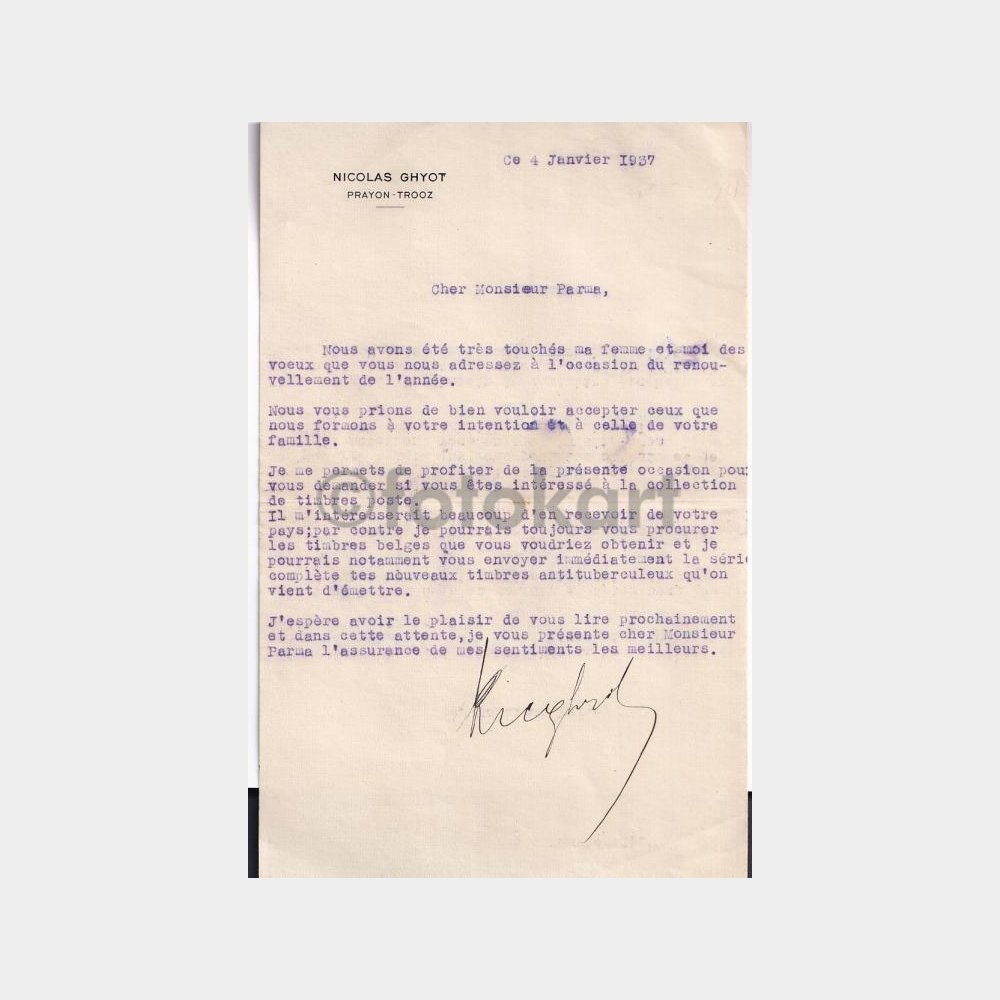 Ce 4 Janvier I937
NICOLAS GHYOT
PRAYON-TROOZ
Cher Monsieur Parma,
Nous avons été très touchés ma femme et moi des
voeux que vous nous adressez à l'occasion du renou-
vellement de l'année.
Nous vous prions de bien vouloir accepter ceux que
nous formons à votre intention et à celle de votre
famille.
Je me permets de profiter de la présente occasion pour
vous demander si vous êtes intéressé à la collection
de timbres poste.
Il m'intéresserait beaucoup d'en recevoir de votre
pays;par contre je pourrais toujours vous procurer
les timbres belges que vous voudriez obtenir et je
pourrais notamment vous envoyer immédiatement la série
complète tes nouveaux timbres antituberculeux qu'on
vient d'émettre.
J'espère avoir le plaisir de vous lire prochainement
et dans cette attente,je vous présente cher Monsieur
Parma l'assurance de mes sentiments les meilleurs.
©fotokart